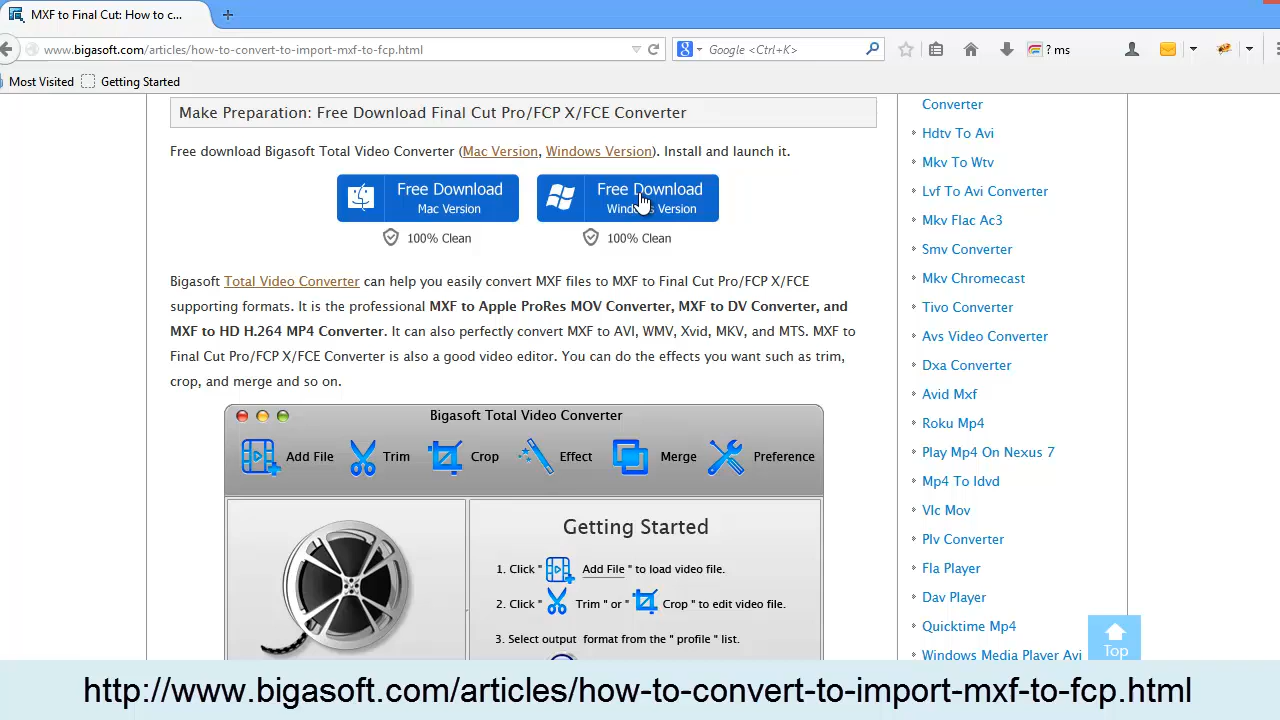 MXF to Final Cut: How to c...
www.bigasoft.com/articles/how-to-convert-to-import-mxf-to-fcp.html
Google <Ctrl+K>
? ms
Most Visited
Getting Started
Make Preparation: Free Download Final Cut Pro/FCP X/FCE Converter
Free download Bigasoft Total Video Converter (Mac Version, Windows Version). Install and launch it.
Free Download
Mac Version
Free Download
Windows Version
100% Clean
100% Clean
Bigasoft Total Video Converter can help you easily convert MXF files to MXF to Final Cut Pro/FCP X/FCE
supporting formats. It is the professional MXF to Apple ProRes MOV Converter, MXF to DV Converter, and
MXF to HD H.264 MP4 Converter. It can also perfectly convert MXF to AVI, WMV, Xvid, MKV, and MTS. MXF to
Final Cut Pro/FCP X/FCE Converter is also a good video editor. You can do the effects you want such as trim,
crop, and merge and so on.
Bigasoft Total Video Converter
Add File
Trim
Crop
Effect
Merge
Preference
Getting Started
1. Click " Add File " to load video file.
2. Click " Trim " or " Crop " to edit video file.
3. Select output format from the " profile " list.
Converter
Hdtv To Avi
Mkv To Wtv
Lvf To Avi Converter
Mkv Flac Ac3
Smv Converter
Mkv Chromecast
Tivo Converter
Avs Video Converter
Dxa Converter
Avid Mxf
Roku Mp4
Play Mp4 On Nexus 7
Mp4 To Idvd
Vlc Mov
Plv Converter
Fla Player
Dav Player
Quicktime Mp4
Windows Media Player Avi
Top
http://www.bigasoft.com/articles/how-to-convert-to-import-mxf-to-fcp.html